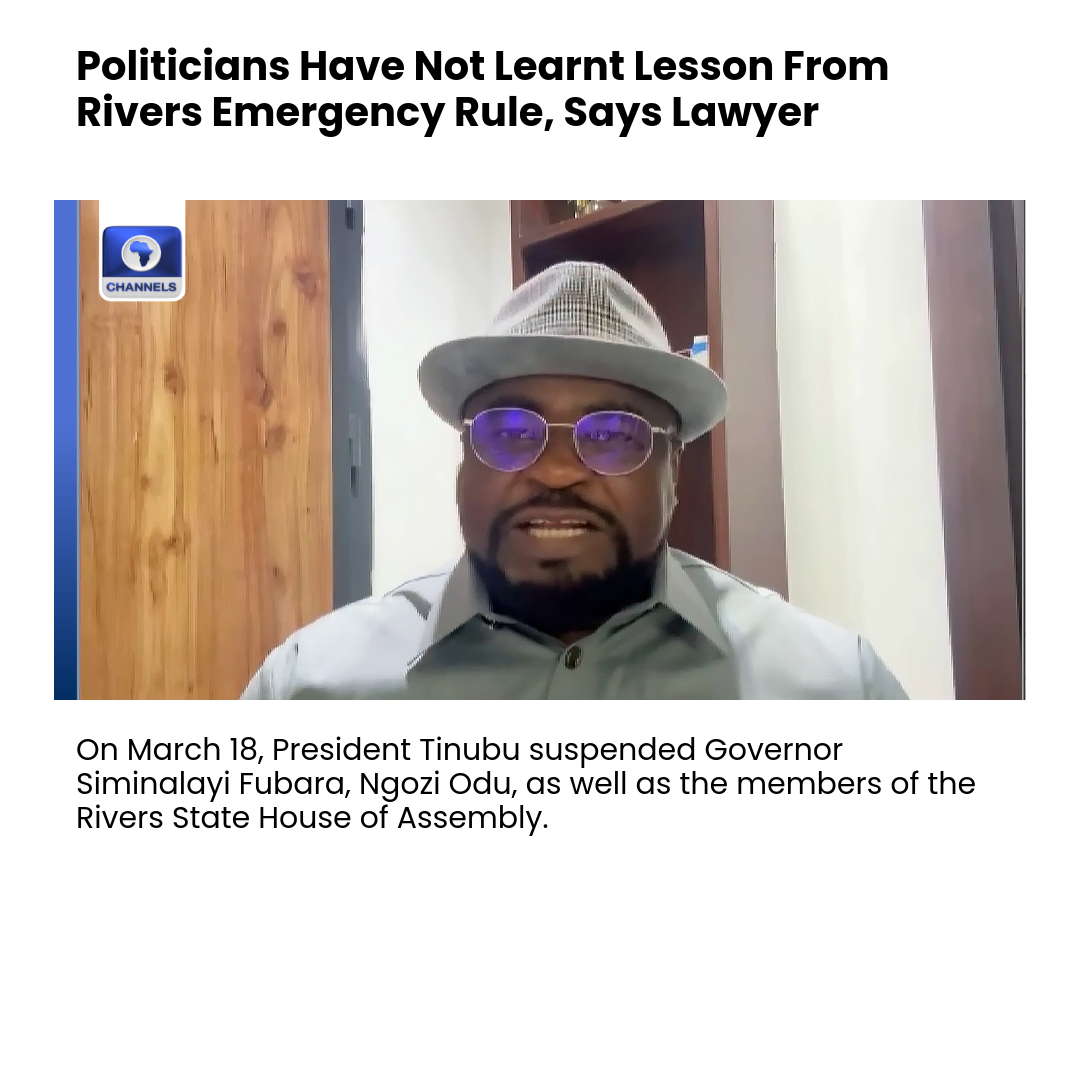 Politicians Have Not Learnt Lesson From
Rivers Emergency Rule, Says Lawyer
CHANNELS
On March 18, President Tinubu suspended Governor
Siminalayi Fubara, Ngozi Odu, as well as the members of the
Rivers State House of Assembly.